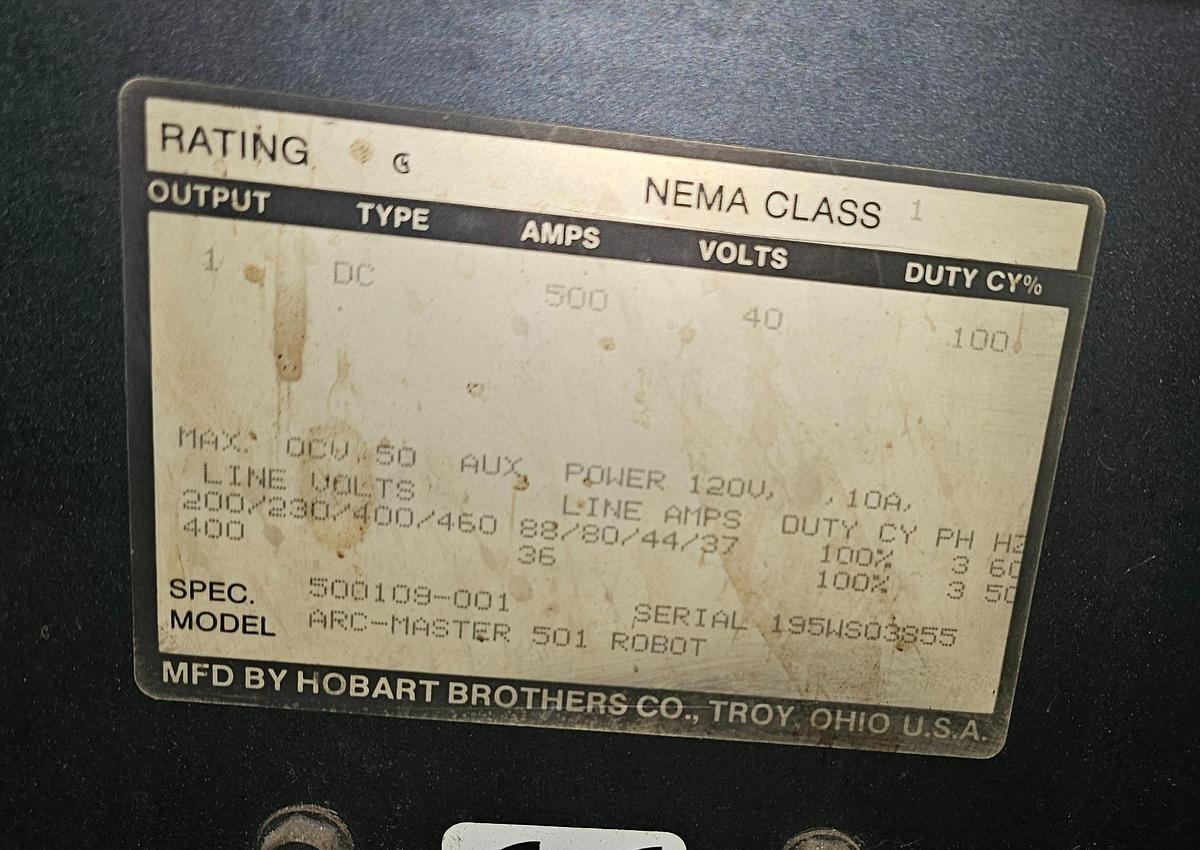 RATING NEMA CLASS 1
OUTPUT TYPE AMPS VOLTS DUTY CY%
1 DC 500 40 100
MAX. OCV 50 AUX. POWER 120V, ,10A,
LINE VOLTS LINE AMPS DUTY CY PH HZ
200/230/400/460 88/80/44/37 100% 3 60
400 36 100% 3 50
SPEC. 500109-001 SERIAL 195WS03855
MODEL ARC-MASTER 501 ROBOT
MFD BY HOBART BROTHERS CO., TROY, OHIO U.S.A.